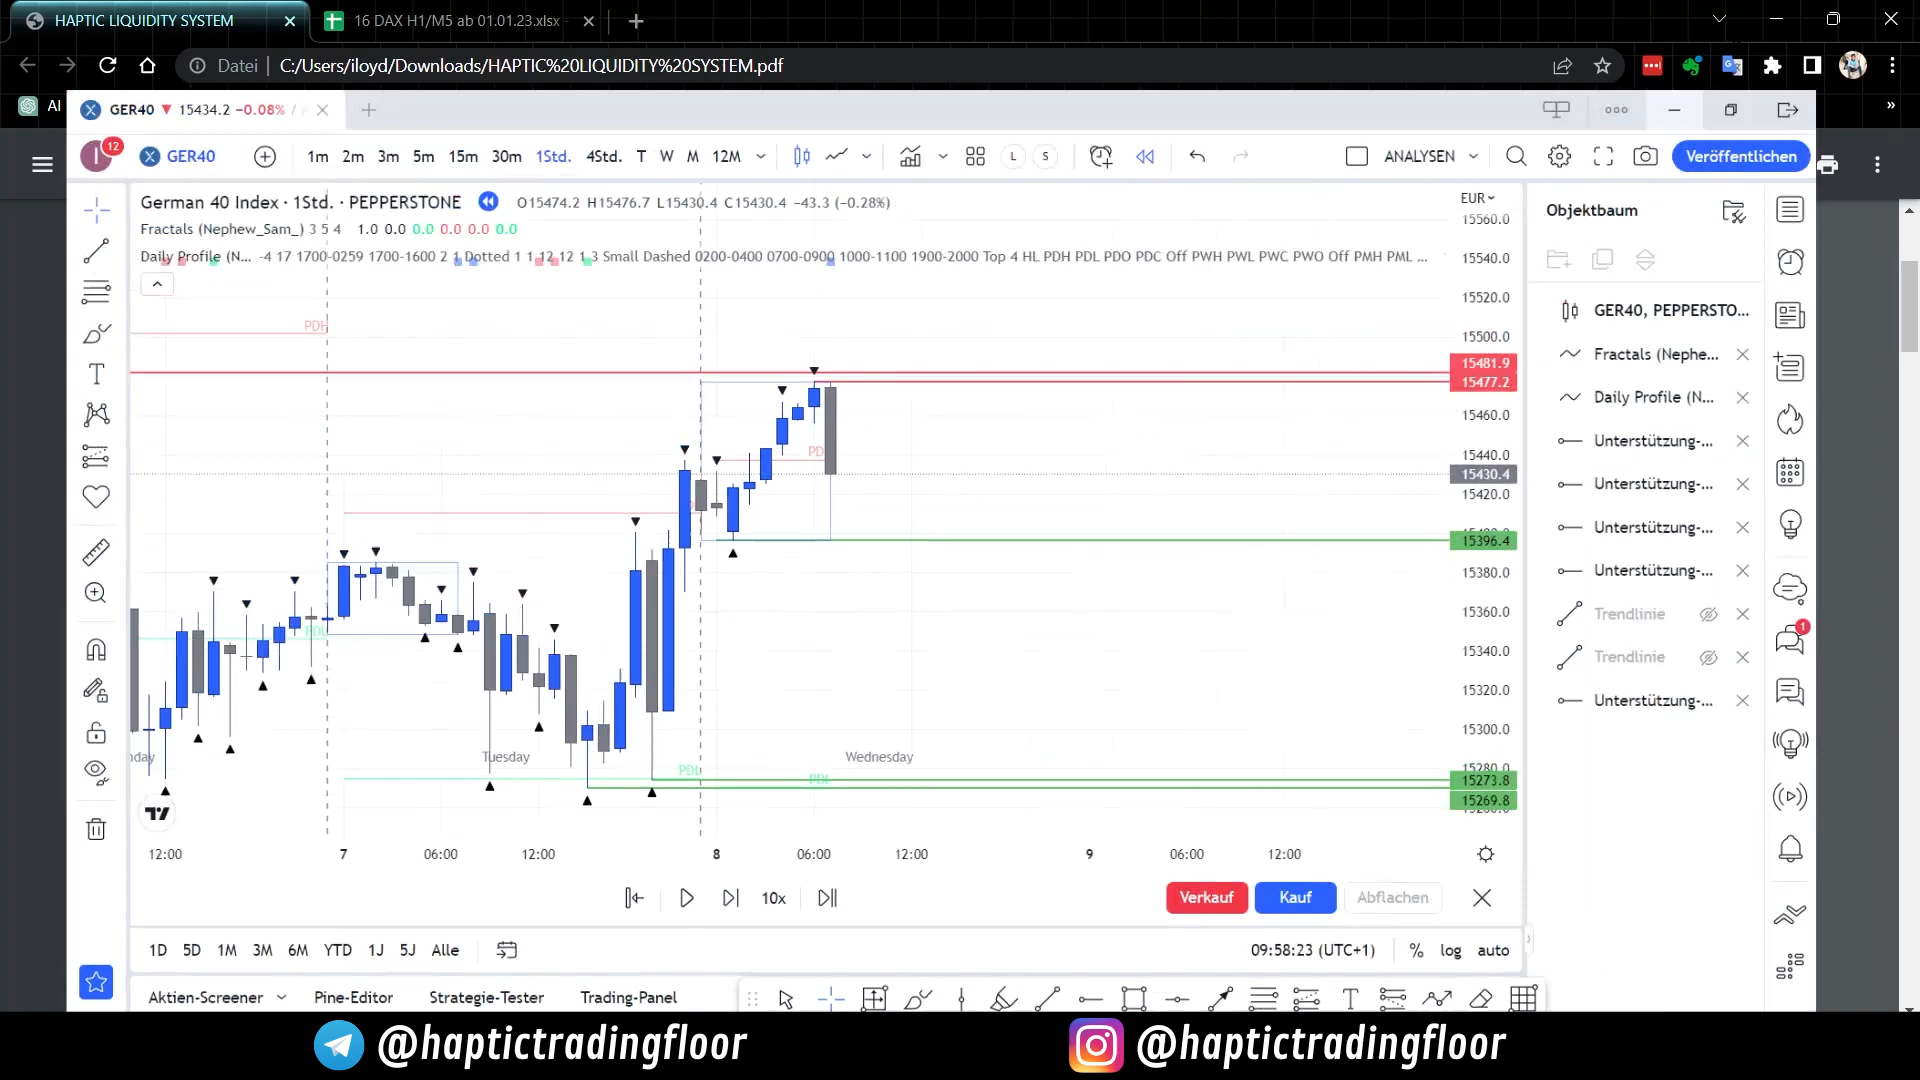 HAPTIC LIQUIDITY SYSTEM
16 DAX H1/M5 ab 01.01.23.xlsx -
Datei
C:/Users/iloyd/Downloads/HAPTIC%20LIQUIDITY%20SYSTEM.pdf
AI
GER40 ▼ 15434.2 −0.08% /
12
GER40
1m 2m 3m 5m 15m 30m 1Std. 4Std. T W M 12M
L S
ANALYSEN
Veröffentlichen
German 40 Index · 1Std. · PEPPERSTONE
O15474.2 H15476.7 L15430.4 C15430.4 −43.3 (−0.28%)
EUR
Objektbaum
Fractals (Nephew_Sam_) 3 5 4 1.0 0.0 0.0 0.0 0.0 0.0
Daily Profile (N... -4 17 1700-0259 1700-1600 2 1 Dotted 1 1 12 12 1 3 Small Dashed 0200-0400 0700-0900 1000-1100 1900-2000 Top 4 HL PDH PDL PDO PDC Off PWH PWL PWC PWO Off PMH PML ...
15560.0
15540.0
15520.0
15500.0
15481.9
15477.2
15460.0
15440.0
15430.4
15420.0
15396.4
15380.0
15360.0
15340.0
15320.0
15300.0
15273.8
15269.8
PDH
PD
PDL
PDL
PDL
Tuesday
Wednesday
GER40, PEPPERSTO...
Fractals (Nephe...
Daily Profile (N...
Unterstützung-...
Unterstützung-...
Unterstützung-...
Unterstützung-...
Trendlinie
Trendlinie
Unterstützung-...
1
12:00 7 06:00 12:00 8 06:00 12:00 9 06:00 12:00
10x
Verkauf
Kauf
Abflachen
1D 5D 1M 3M 6M YTD 1J 5J Alle
09:58:23 (UTC+1)
% log auto
Aktien-Screener
Pine-Editor
Strategie-Tester
Trading-Panel
@haptictradingfloor
@haptictradingfloor